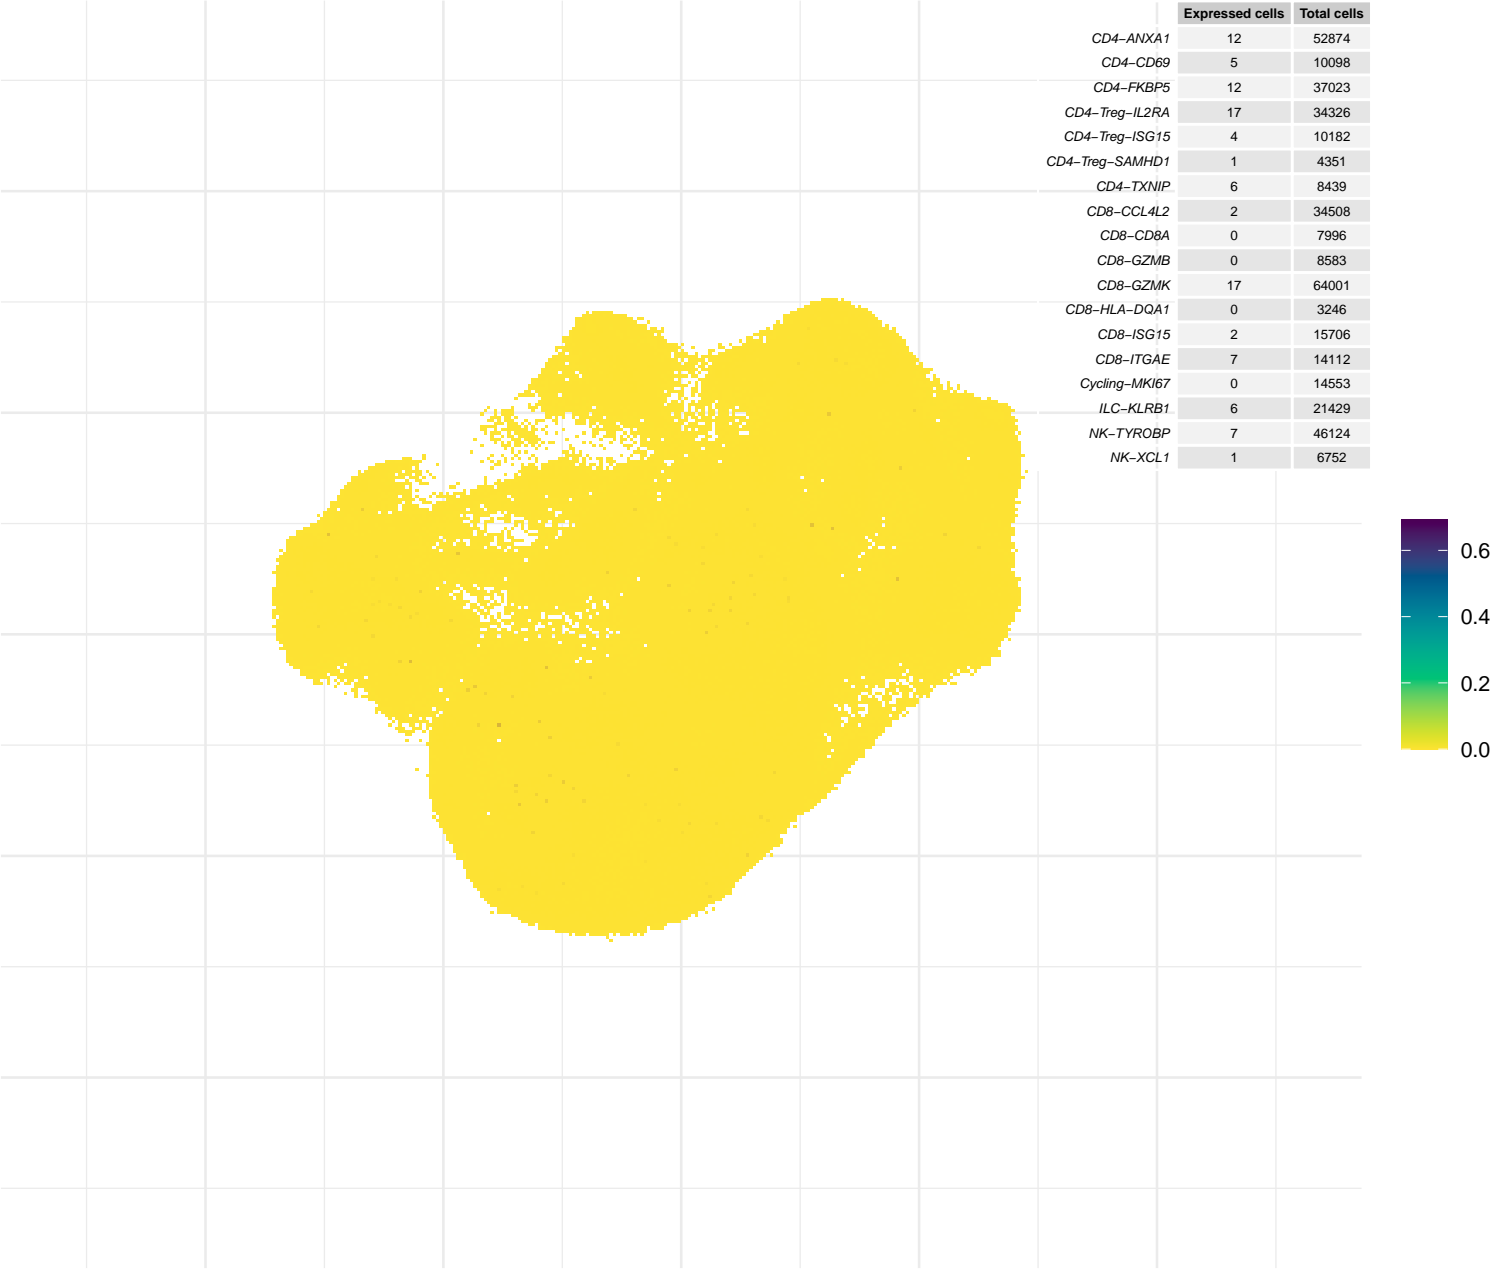 Expressed cells Total cells
CD4−ANXA1 12 52874
CD4−CD69 5 10098
CD4−FKBP5 12 37023
CD4−Treg−IL2RA 17 34326
CD4−Treg−ISG15 4 10182
CD4−Treg−SAMHD1 1 4351
CD4−TXNIP 6 8439
CD8−CCL4L2 2 34508
CD8−CD8A 0 7996
CD8−GZMB 0 8583
CD8−GZMK 17 64001
CD8−HLA−DQA1 0 3246
CD8−ISG15 2 15706
CD8−ITGAE 7 14112
Cycling−MKI67 0 14553
ILC−KLRB1 6 21429
NK−TYROBP 7 46124
NK−XCL1 1 6752
0.6
0.4
0.2
0.0